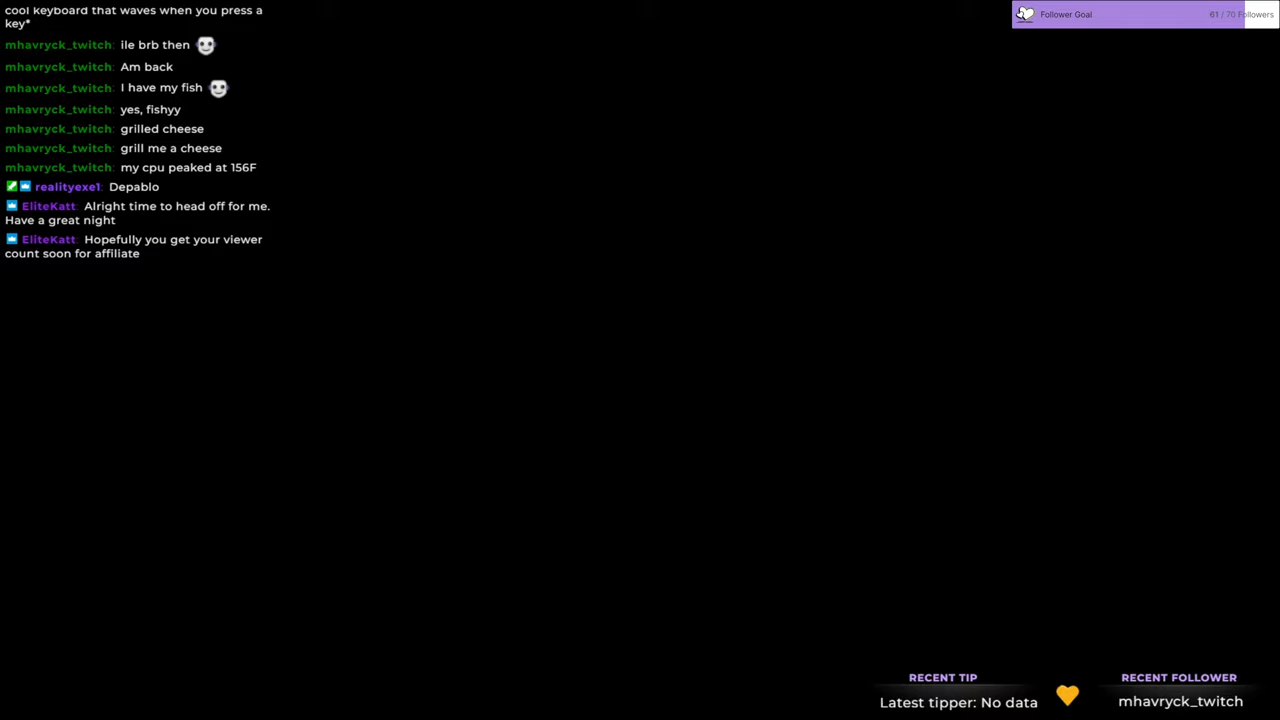 cool keyboard that waves when you press a
key*
mhavryck_twitch: ile brb then
mhavryck_twitch: Am back
mhavryck_twitch: I have my fish
mhavryck_twitch: yes, fishyy
mhavryck_twitch: grilled cheese
mhavryck_twitch: grill me a cheese
mhavryck_twitch: my cpu peaked at 156F
realityexe1: Depablo
EliteKatt: Alright time to head off for me.
Have a great night
EliteKatt: Hopefully you get your viewer
count soon for affiliate
Follower Goal 61 / 70 Followers
RECENT TIP
Latest tipper: No data
RECENT FOLLOWER
mhavryck_twitch